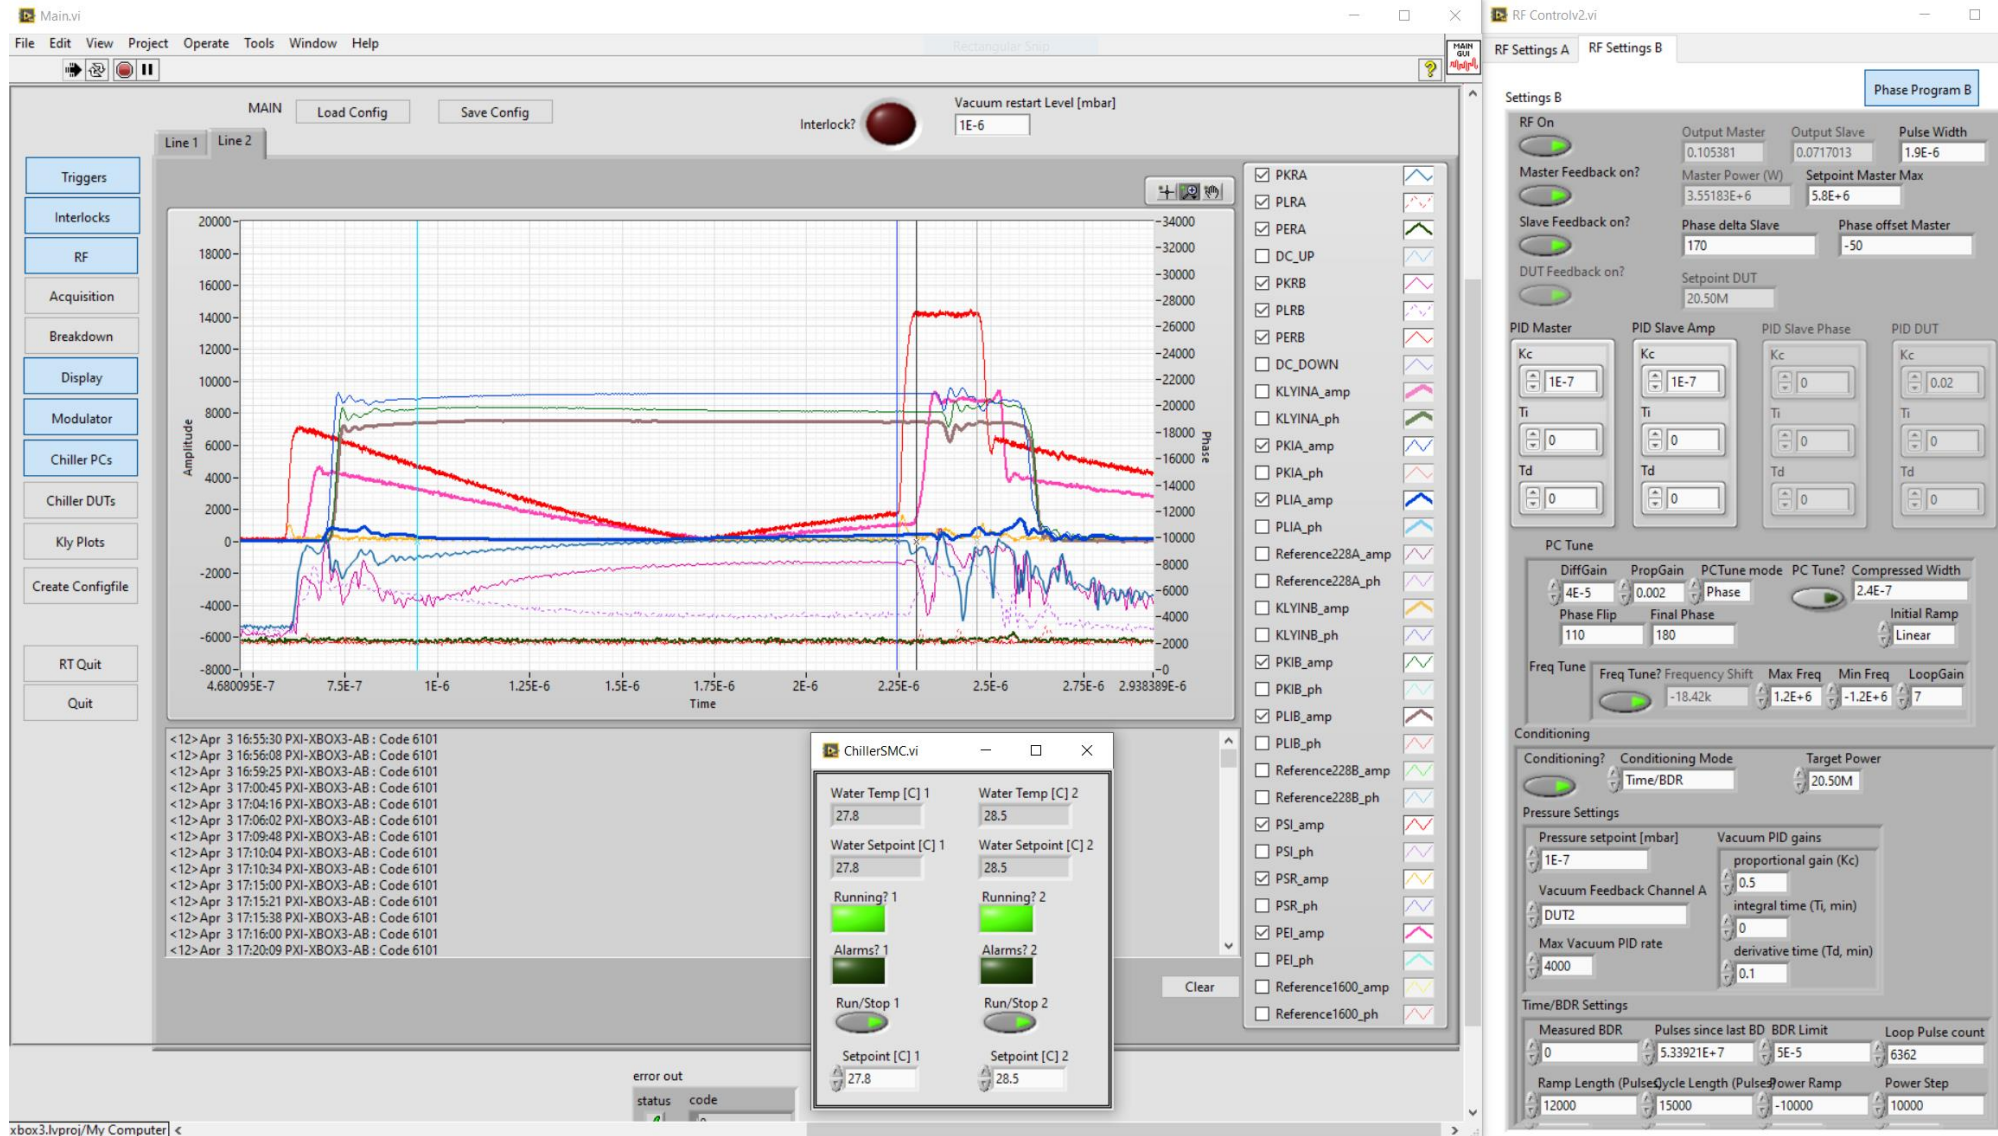 Main.vi
File Edit View Project Operate Tools Window Help
Rectangular Snip
MAIN GUI
MAIN Load Config Save Config
Interlock?
Vacuum restart Level [mbar]
1E-6
Line 1 Line 2
Triggers
Interlocks
RF
Acquisition
Breakdown
Display
Modulator
Chiller PCs
Chiller DUTs
Kly Plots
Create Configfile
RT Quit
Quit
Amplitude
20000
18000
16000
14000
12000
10000
8000
6000
4000
2000
0
-2000
-4000
-6000
-8000
34000
32000
30000
28000
26000
24000
22000
20000
18000
16000
14000
12000
10000
8000
6000
4000
2000
0
Phase
4.680095E-7 7.5E-7 1E-6 1.25E-6 1.5E-6 1.75E-6 2E-6 2.25E-6 2.5E-6 2.75E-6 2.938389E-6
Time
PKRA
PLRA
PERA
DC_UP
PKRB
PLRB
PERB
DC_DOWN
KLYINA_amp
KLYINA_ph
PKIA_amp
PKIA_ph
PLIA_amp
PLIA_ph
Reference228A_amp
Reference228A_ph
KLYINB_amp
KLYINB_ph
PKIB_amp
PKIB_ph
PLIB_amp
PLIB_ph
Reference228B_amp
Reference228B_ph
PSI_amp
PSI_ph
PSR_amp
PSR_ph
PEI_amp
PEI_ph
Reference1600_amp
Reference1600_ph
<12>Apr 3 16:55:30 PXI-XBOX3-AB : Code 6101
<12>Apr 3 16:56:08 PXI-XBOX3-AB : Code 6101
<12>Apr 3 16:59:25 PXI-XBOX3-AB : Code 6101
<12>Apr 3 17:00:45 PXI-XBOX3-AB : Code 6101
<12>Apr 3 17:04:16 PXI-XBOX3-AB : Code 6101
<12>Apr 3 17:06:02 PXI-XBOX3-AB : Code 6101
<12>Apr 3 17:09:48 PXI-XBOX3-AB : Code 6101
<12>Apr 3 17:10:04 PXI-XBOX3-AB : Code 6101
<12>Apr 3 17:10:34 PXI-XBOX3-AB : Code 6101
<12>Apr 3 17:15:00 PXI-XBOX3-AB : Code 6101
<12>Apr 3 17:15:21 PXI-XBOX3-AB : Code 6101
<12>Apr 3 17:15:38 PXI-XBOX3-AB : Code 6101
<12>Apr 3 17:16:00 PXI-XBOX3-AB : Code 6101
<12>Apr 3 17:20:09 PXI-XBOX3-AB : Code 6101
Clear
error out
status code
xbox3.lvproj/My Computer
ChillerSMC.vi
Water Temp [C] 1 Water Temp [C] 2
27.8 28.5
Water Setpoint [C] 1 Water Setpoint [C] 2
27.8 28.5
Running? 1 Running? 2
Alarms? 1 Alarms? 2
Run/Stop 1 Run/Stop 2
Setpoint [C] 1 Setpoint [C] 2
27.8 28.5
RF Controlv2.vi
RF Settings A RF Settings B
Phase Program B
Settings B
RF On
Output Master Output Slave Pulse Width
0.105381 0.0717013 1.9E-6
Master Feedback on? Master Power (W) Setpoint Master Max
3.55183E+6 5.8E+6
Slave Feedback on? Phase delta Slave Phase offset Master
170 -50
DUT Feedback on? Setpoint DUT
20.50M
PID Master PID Slave Amp PID Slave Phase PID DUT
Kc Kc Kc Kc
1E-7 1E-7 0 0.02
Ti Ti Ti Ti
0 0 0 0
Td Td Td Td
0 0 0 0
PC Tune
DiffGain PropGain PCTune mode PC Tune? Compressed Width
4E-5 0.002 Phase 2.4E-7
Phase Flip Final Phase Initial Ramp
110 180 Linear
Freq Tune Freq Tune? Frequency Shift Max Freq Min Freq LoopGain
-18.42k 1.2E+6 -1.2E+6 7
Conditioning
Conditioning? Conditioning Mode Target Power
Time/BDR 20.50M
Pressure Settings
Pressure setpoint [mbar] Vacuum PID gains
1E-7 proportional gain (Kc)
0.5
Vacuum Feedback Channel A
DUT2
integral time (Ti, min)
0
Max Vacuum PID rate
4000
derivative time (Td, min)
0.1
Time/BDR Settings
Measured BDR Pulses since last BD BDR Limit Loop Pulse count
0 5.33921E+7 5E-5 6362
Ramp Length (Pulses) Cycle Length (Pulses) Power Ramp Power Step
12000 15000 -10000 10000